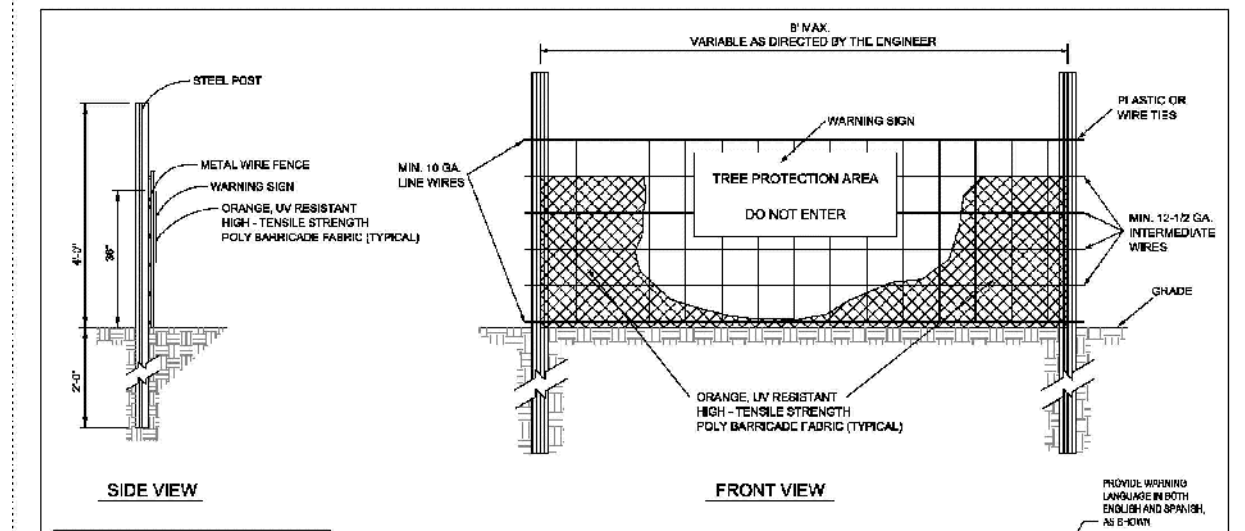 8' MAX.
VARIABLE AS DIRECTED BY THE ENGINEER
STEEL POST
METAL WIRE FENCE
WARNING SIGN
ORANGE, UV RESISTANT
HIGH - TENSILE STRENGTH
POLY BARRICADE FABRIC (TYPICAL)
4'-0"
36"
2'-0"
SIDE VIEW
MIN. 10 GA.
LINE WIRES
WARNING SIGN
TREE PROTECTION AREA
DO NOT ENTER
PLASTIC OR
WIRE TIES
MIN. 12-1/2 GA.
INTERMEDIATE
WIRES
GRADE
ORANGE, UV RESISTANT
HIGH - TENSILE STRENGTH
POLY BARRICADE FABRIC (TYPICAL)
FRONT VIEW
PROVIDE WARNING
LANGUAGE IN BOTH
ENGLISH AND SPANISH,
AS SHOWN